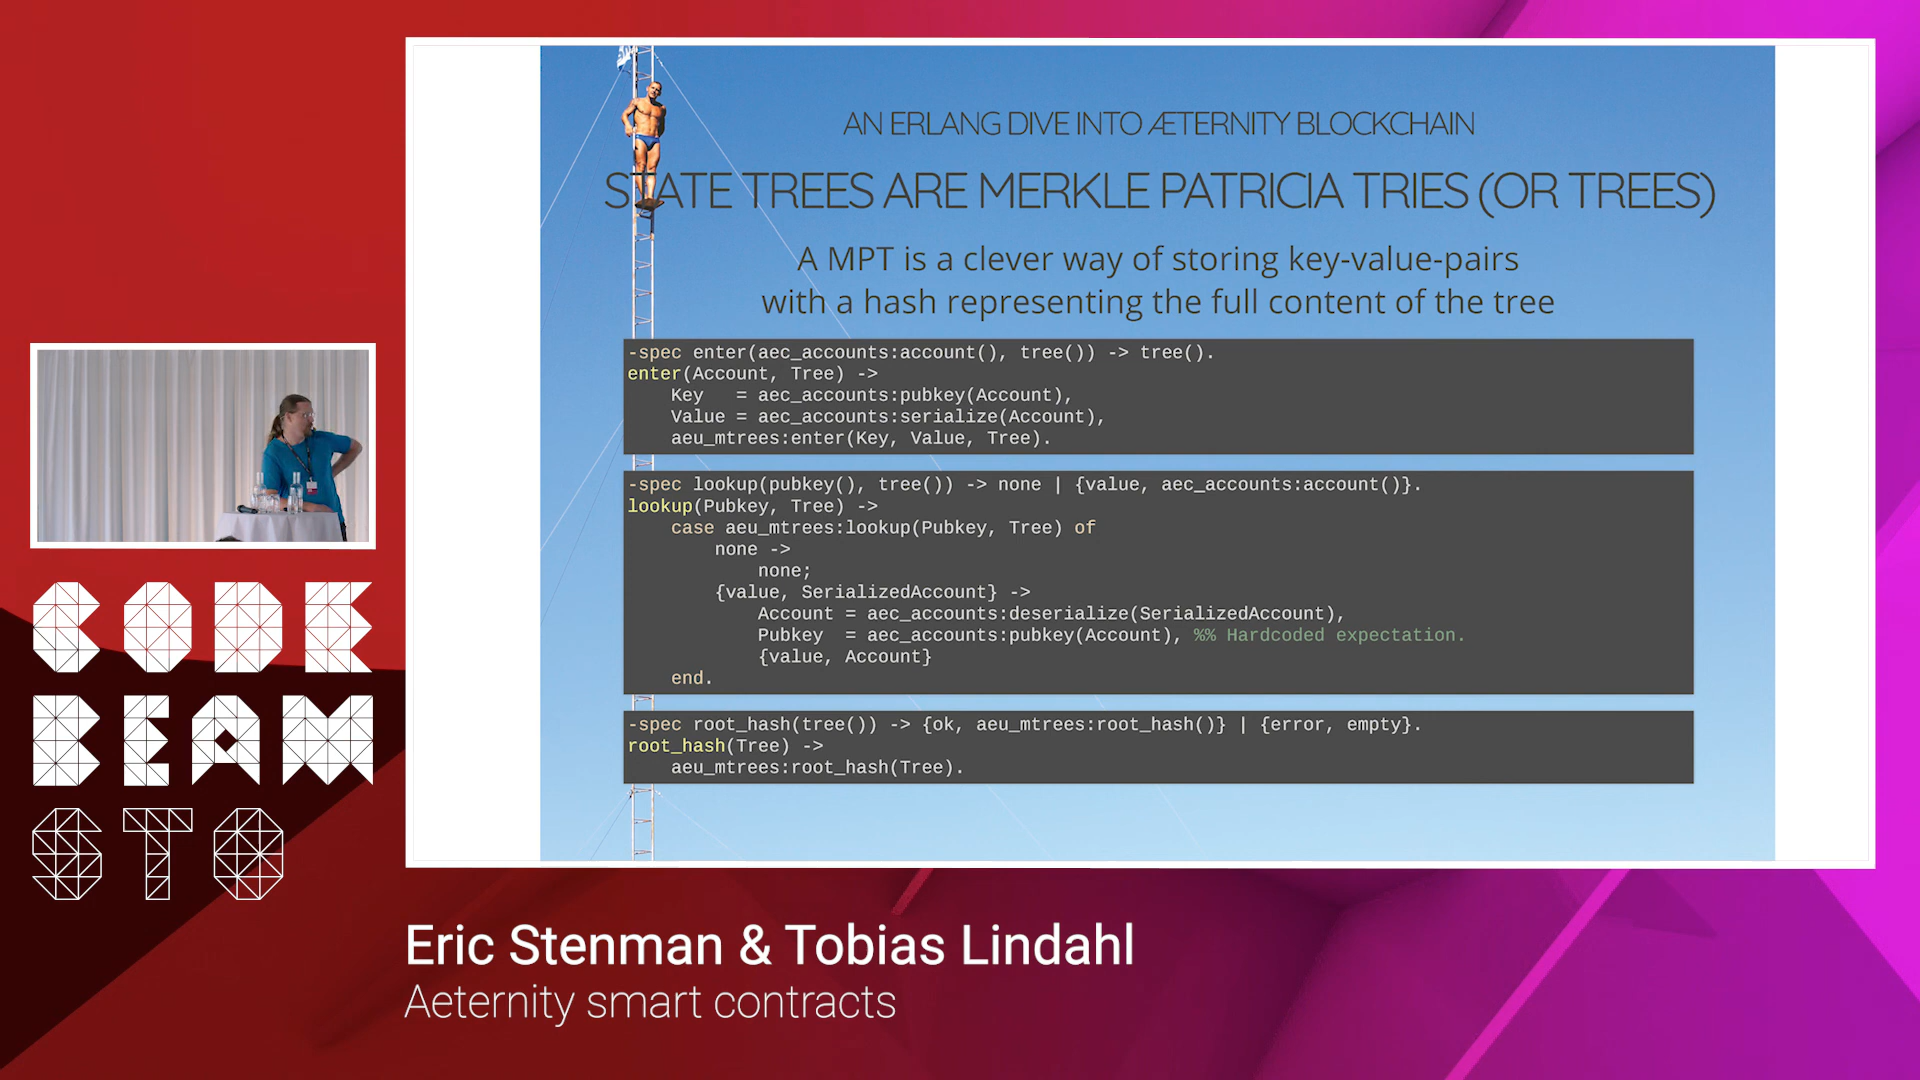 AN ERLANG DIVE INTO ÆTERNITY BLOCKCHAIN
STATE TREES ARE MERKLE PATRICIA TRIES (OR TREES)
A MPT is a clever way of storing key-value-pairs
with a hash representing the full content of the tree
-spec enter(aec_accounts:account(), tree()) -> tree().
enter(Account, Tree) ->
    Key   = aec_accounts:pubkey(Account),
    Value = aec_accounts:serialize(Account),
    aeu_mtrees:enter(Key, Value, Tree).
-spec lookup(pubkey(), tree()) -> none | {value, aec_accounts:account()}.
lookup(Pubkey, Tree) ->
    case aeu_mtrees:lookup(Pubkey, Tree) of
        none ->
            none;
        {value, SerializedAccount} ->
            Account = aec_accounts:deserialize(SerializedAccount),
            Pubkey  = aec_accounts:pubkey(Account), %% Hardcoded expectation.
            {value, Account}
    end.
-spec root_hash(tree()) -> {ok, aeu_mtrees:root_hash()} | {error, empty}.
root_hash(Tree) ->
    aeu_mtrees:root_hash(Tree).
CODE
BEAM
STO
Eric Stenman & Tobias Lindahl
Aeternity smart contracts